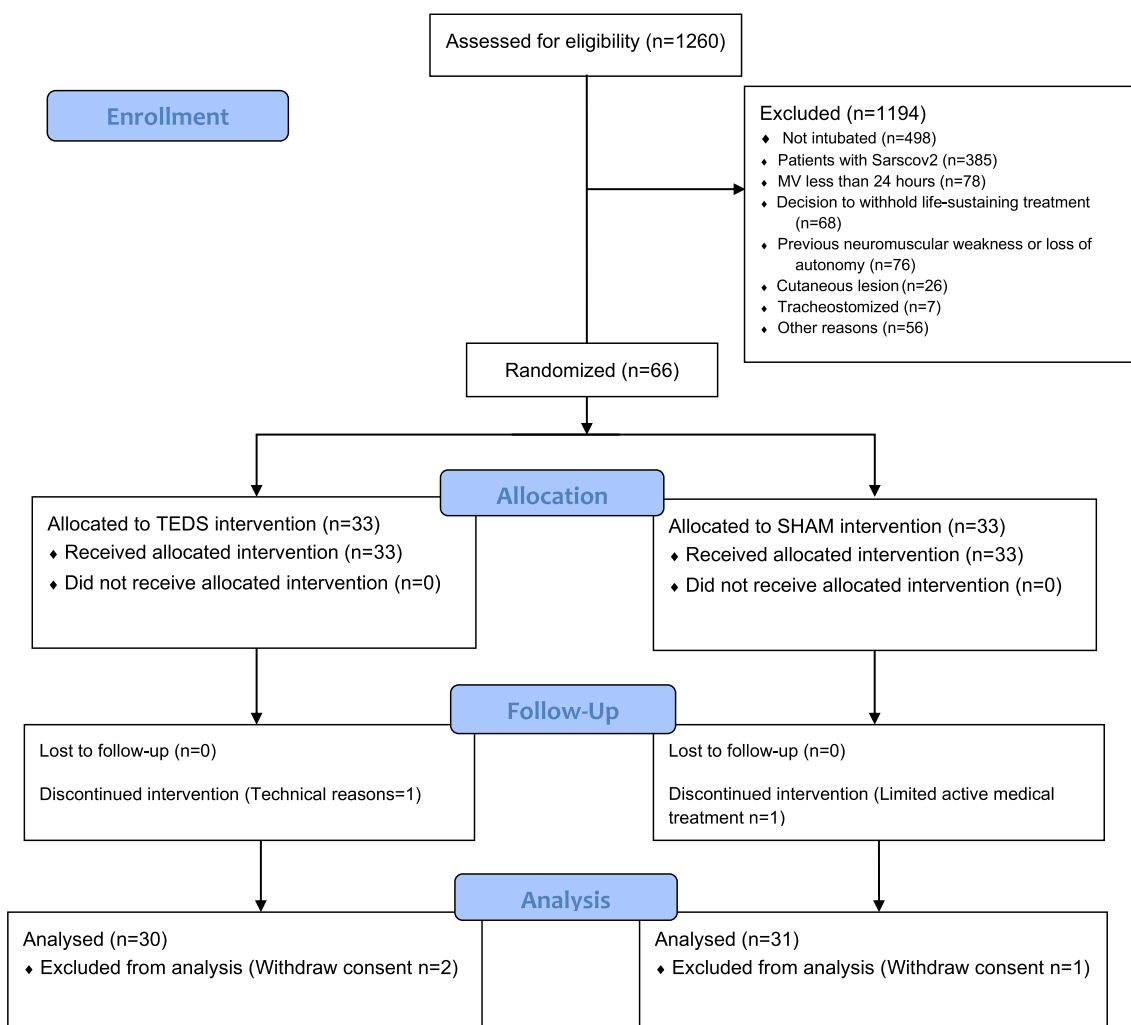 Assessed for eligibility (n=1260)
Enrollment
Excluded (n=1194)
♦ Not intubated (n=498)
♦ Patients with Sarscov2 (n=385)
♦ MV less than 24 hours (n=78)
♦ Decision to withhold life-sustaining treatment
(n=68)
♦ Previous neuromuscular weakness or loss of
autonomy (n=76)
♦ Cutaneous lesion (n=26)
♦ Tracheostomized (n=7)
♦ Other reasons (n=56)
Randomized (n=66)
Allocation
Allocated to TEDS intervention (n=33)
♦ Received allocated intervention (n=33)
♦ Did not receive allocated intervention (n=0)
Allocated to SHAM intervention (n=33)
♦ Received allocated intervention (n=33)
♦ Did not receive allocated intervention (n=0)
Follow-Up
Lost to follow-up (n=0)
Discontinued intervention (Technical reasons=1)
Lost to follow-up (n=0)
Discontinued intervention (Limited active medical
treatment n=1)
Analysis
Analysed (n=30)
♦ Excluded from analysis (Withdraw consent n=2)
Analysed (n=31)
♦ Excluded from analysis (Withdraw consent n=1)